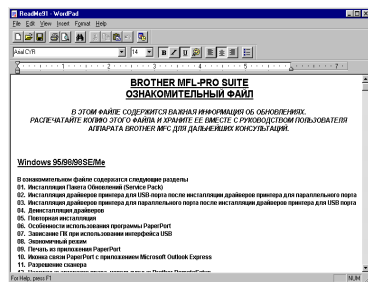 ReadMe91 - WordPad
File Edit View Insert Format Help
Arial CYR 14
BROTHER MFL-PRO SUITE
ОЗНАКОМИТЕЛЬНЫЙ ФАЙЛ
В ЭТОМ ФАЙЛЕ СОДЕРЖИТСЯ ВАЖНАЯ ИНФОРМАЦИЯ ОБ ОБНОВЛЕНИЯХ.
РАСПЕЧАТАЙТЕ КОПИЮ ЭТОГО ФАЙЛА И ХРАНИТЕ ЕЕ ВМЕСТЕ С РУКОВОДСТВОМ ПОЛЬЗОВАТЕЛЯ
АППАРАТА BROTHER MFC ДЛЯ ДАЛЬНЕЙШИХ КОНСУЛЬТАЦИЙ.
Windows 95/98/98SE/Me
В ознакомительном файле содержатся следующие разделы
01. Инсталляция Пакета Обновлений (Service Pack)
02. Инсталляция драйверов принтера для USB порта после инсталляции драйверов принтера для параллельного порта
03. Инсталляция драйверов принтера для параллельного порта после инсталляции драйверов принтера для USB порта
04. Деинсталляция драйверов
05. Повторная инсталляция
06. Особенности использования программы PaperPort
07. Зависание ПК при использовании интерфейса USB
08. Экономичный режим
09. Печать из приложения PaperPort
10. Иконка связи PaperPort с приложением Microsoft Outlook Express
11. Разрешение сканера
For Help, press F1 NUM